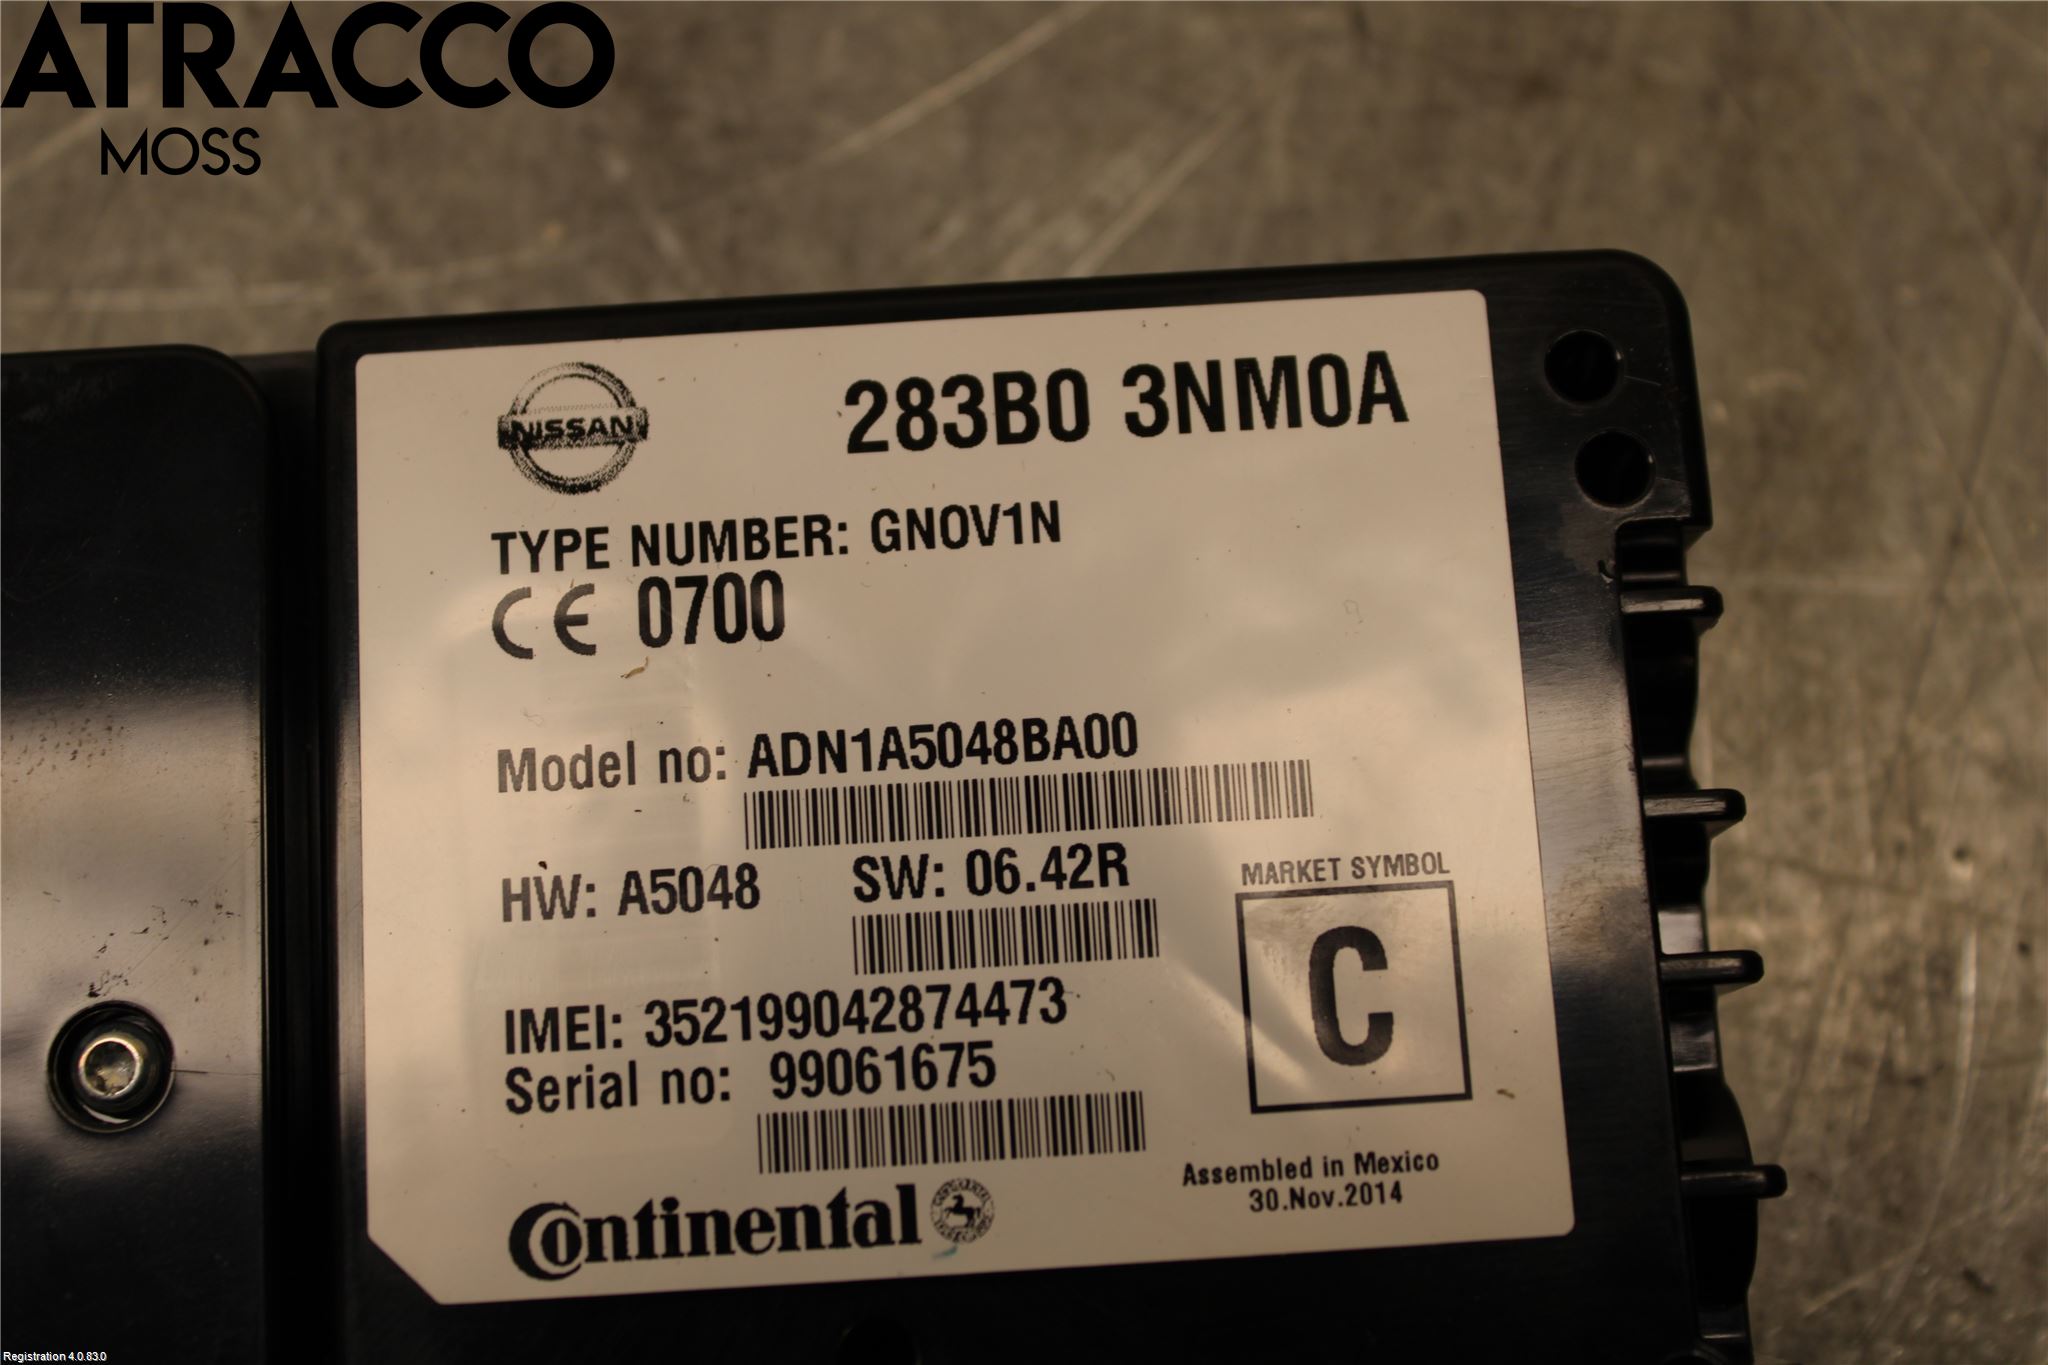 ATRACCO
MOSS
NISSAN
283B0 3NM0A
TYPE NUMBER: GNOV1N
CE 0700
Model no: ADN1A5048BA00
HW: A5048 SW: 06.42R
MARKET SYMBOL
C
IMEI: 352199042874473
Serial no: 99061675
Assembled in Mexico
30.Nov.2014
Continental
Registration 4.0.83.0